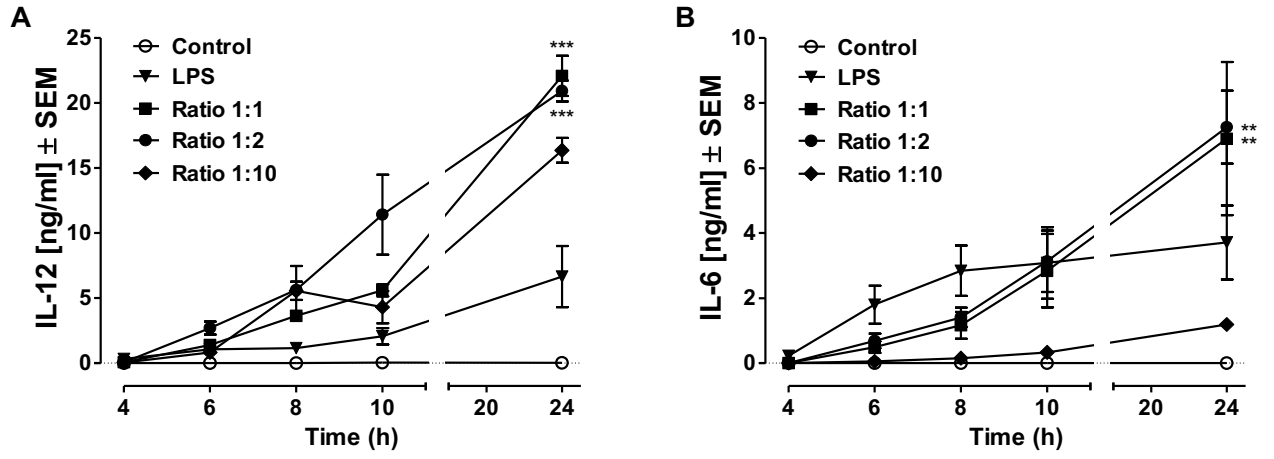 A
IL-12 [ng/ml] ± SEM
25
20
15
10
5
0
Control
LPS
Ratio 1:1
Ratio 1:2
Ratio 1:10
***
***
4 6 8 10 20 24
Time (h)
B
IL-6 [ng/ml] ± SEM
10
8
6
4
2
0
Control
LPS
Ratio 1:1
Ratio 1:2
Ratio 1:10
**
**
4 6 8 10 20 24
Time (h)